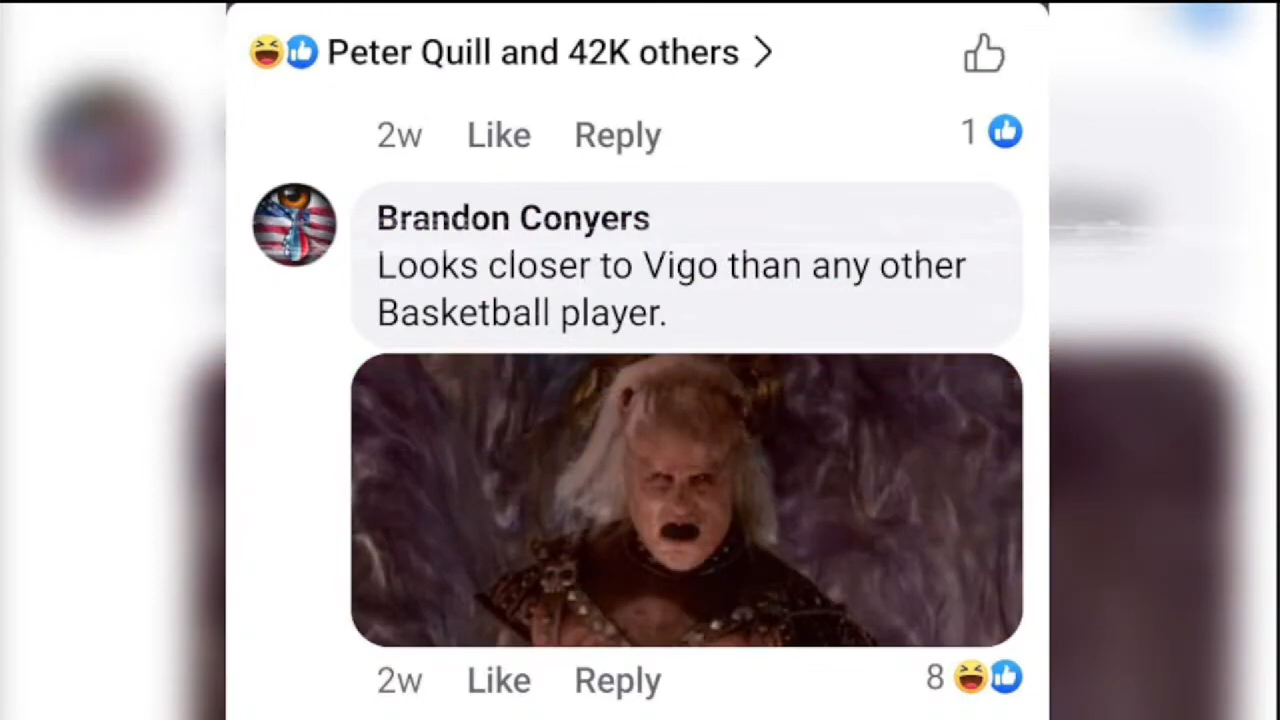 Peter Quill and 42K others
2w Like Reply 1
Brandon Conyers
Looks closer to Vigo than any other
Basketball player.
2w Like Reply 8